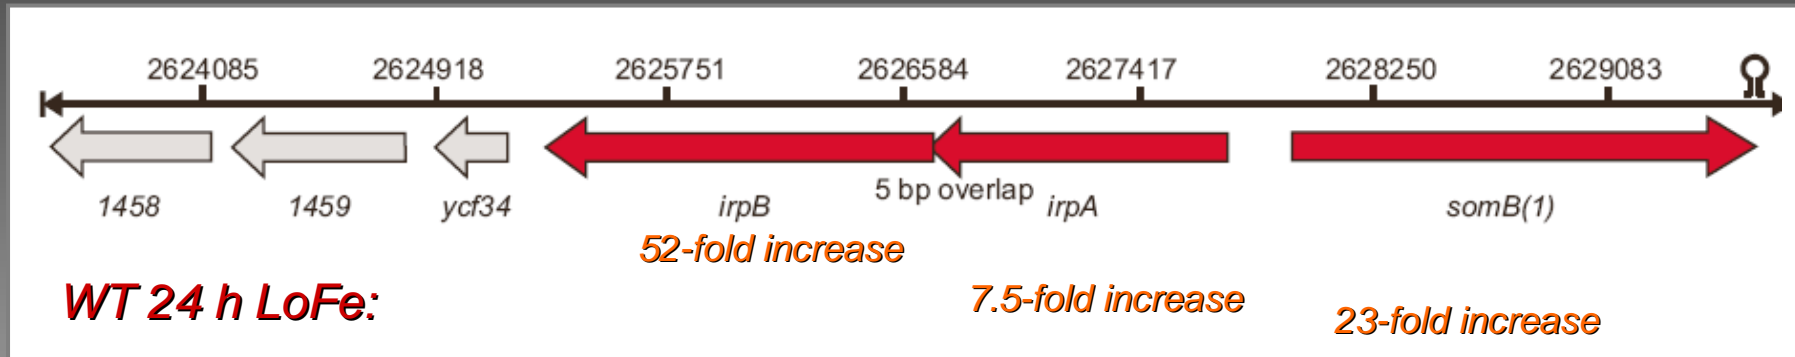 2624085 2624918 2625751 2626584 2627417 2628250 2629083
5 bp overlap
1458 1459 ycf34 irpB irpA somB(1)
52-fold increase
WT 24 h LoFe: 7.5-fold increase
23-fold increase